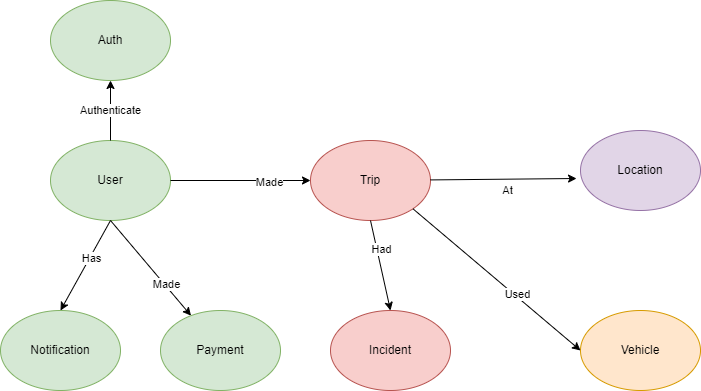 Auth
Authenticate
User
Made
Trip
At
Location
Has
Made
Had
Used
Notification
Payment
Incident
Vehicle